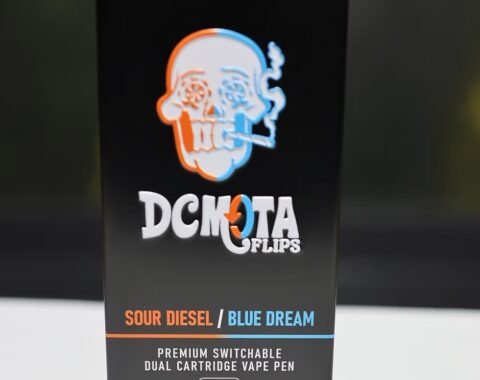 DCMOTA
FLIPS
SOUR DIESEL / BLUE DREAM
PREMIUM SWITCHABLE
DUAL CARTRIDGE VAPE PEN